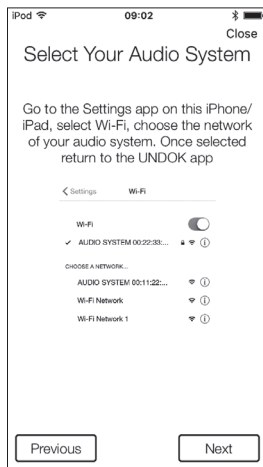 iPod 09:02
Close
Select Your Audio System
Go to the Settings app on this iPhone/
iPad, select Wi-Fi, choose the network
of your audio system. Once selected
return to the UNDOK app
Settings Wi-Fi
Wi-Fi
AUDIO SYSTEM 00:22:33:...
CHOOSE A NETWORK...
AUDIO SYSTEM 00:11:22:...
Wi-Fi Network
Wi-Fi Network 1
Previous Next